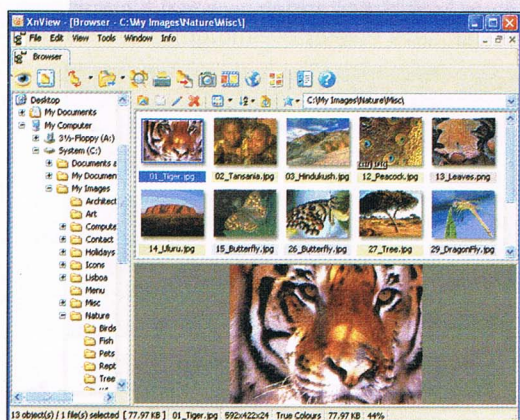 XnView - [Browser - C:\My Images\Nature\Misc\]
File Edit View Tools Window Info
Browser
C:\My Images\Nature\Misc\
Desktop
My Documents
My Computer
3½-Floppy (A:)
System (C:)
Documents a
My Documen
My Images
Architect
Art
Compute
Contact
Holidays
Icons
Lisboa
Menu
Misc
Nature
Birds
Fish
Pets
Rept
Tree
01_Tiger.jpg 02_Tansania.jpg 03_Hindukush.jpg 12_Peacock.jpg 13_Leaves.png
14_Uluru.jpg 15_Butterfly.jpg 26_Butterfly.jpg 27_Tree.jpg 29_DragonFly.jpg
13 object(s) / 1 file(s) selected [ 77.97 KB ] 01_Tiger.jpg 592x422x24 True Colours 77.97 KB 44%